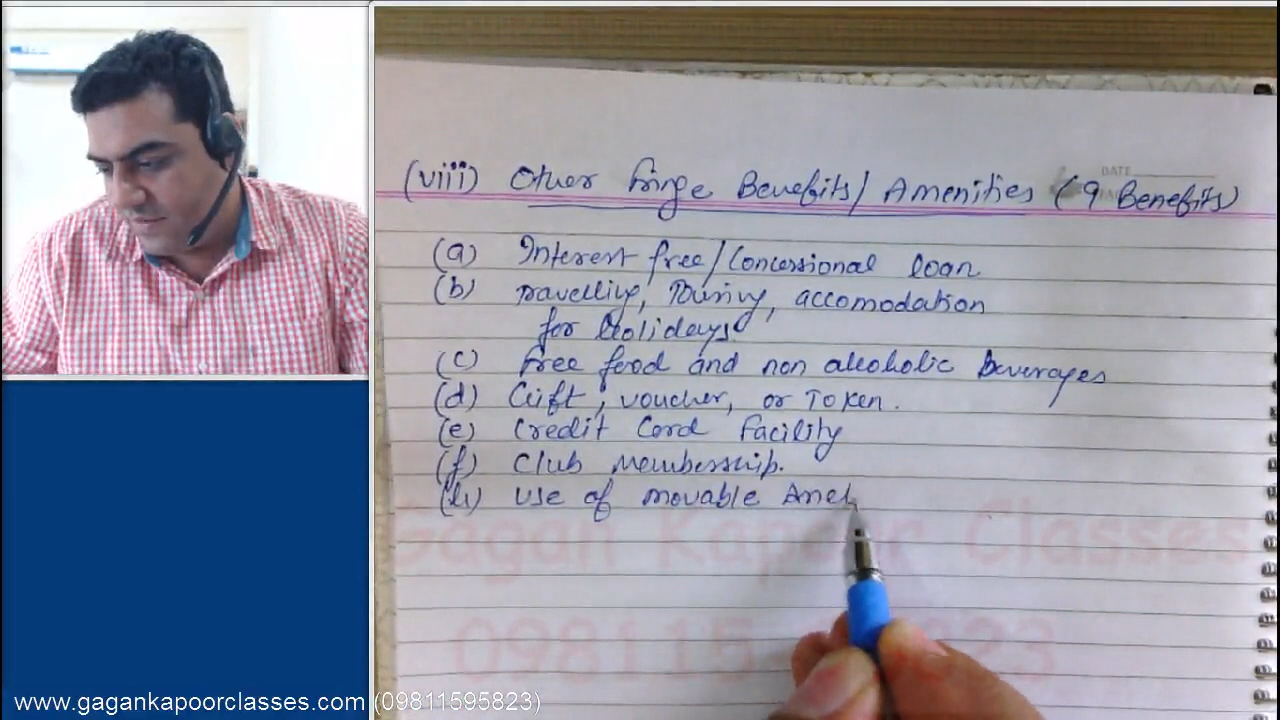 (viii) Other Fringe Benefits/ Amenities (9 Benefits)
DATE
(a) Interest free/Concessional loan
(b) Travelling, Touring, accomodation
for Holidays.
(c) Free food and non alcoholic Beverages
(d) Gift, voucher, or Token.
(e) Credit Card Facility
(f) Club Membership.
(h) Use of movable Asset
Gagan Kapoor Classes
www.gagankapoorclasses.com (09811595823)